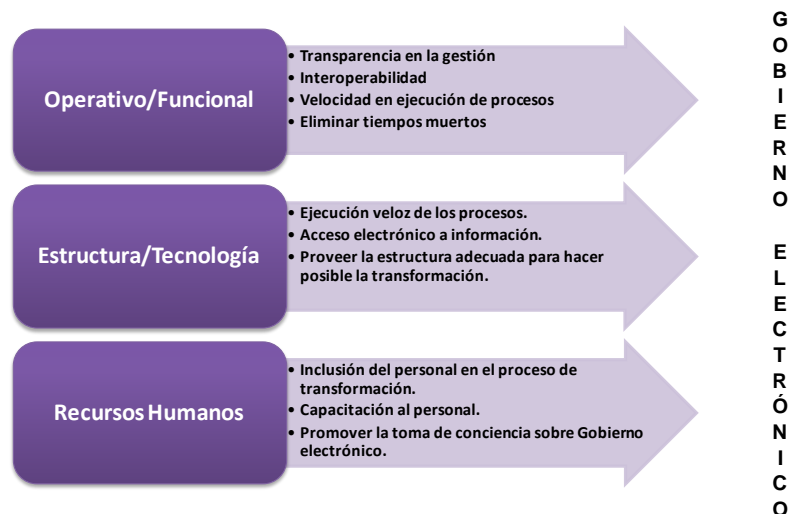 Operativo/Funcional
• Transparencia en la gestión
• Interoperabilidad
• Velocidad en ejecución de procesos
• Eliminar tiempos muertos
Estructura/Tecnología
• Ejecución veloz de los procesos.
• Acceso electrónico a información.
• Proveer la estructura adecuada para hacer
posible la transformación.
Recursos Humanos
• Inclusión del personal en el proceso de
transformación.
• Capacitación al personal.
• Promover la toma de conciencia sobre Gobierno
electrónico.
GOBIERNO ELECTRÓNICO